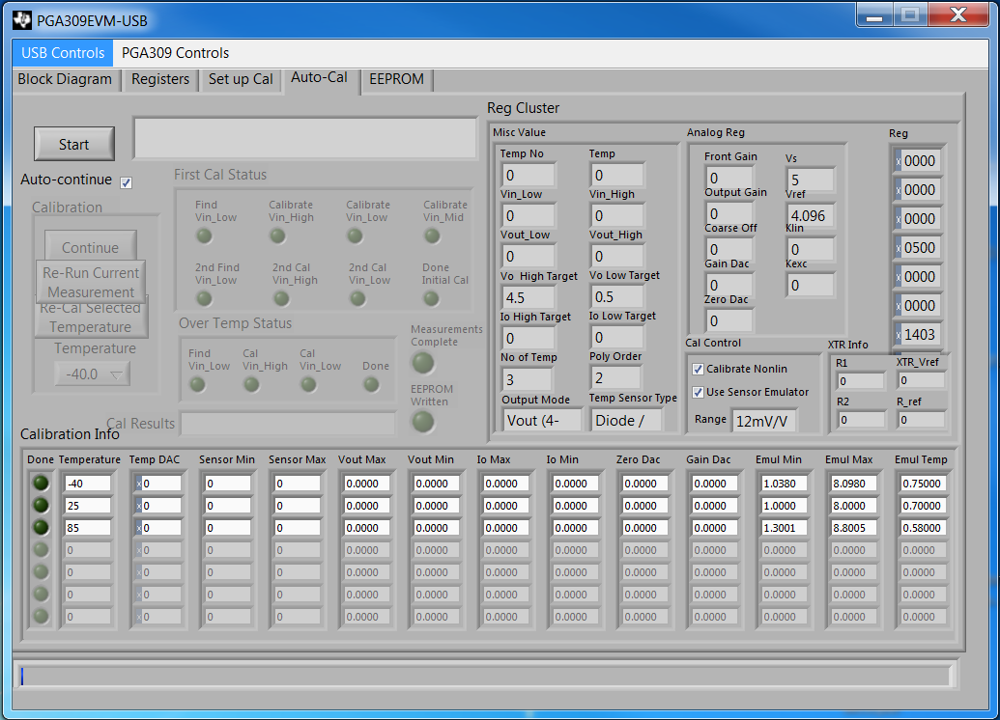 PGA309EVM-USB
USB Controls PGA309 Controls
Block Diagram Registers Set up Cal Auto-Cal EEPROM
Start
Auto-continue
Calibration
Continue
Re-Run Current
Measurement
Re-Cal Selected
Temperature
Temperature
-40.0
First Cal Status
Find
Vin_Low
Calibrate
Vin_High
Calibrate
Vin_Low
Calibrate
Vin_Mid
2nd Find
Vin_Low
2nd Cal
Vin_High
2nd Cal
Vin_Low
Done
Initial Cal
Over Temp Status
Find
Vin_Low
Cal
Vin_High
Cal
Vin_Low
Done
Measurements
Complete
EEPROM
Written
Cal Results
Reg Cluster
Misc Value
Temp No Temp
0 0
Vin_Low Vin_High
0 0
Vout_Low Vout_High
0 0
Vo High Target Vo Low Target
4.5 0.5
Io High Target Io Low Target
0 0
No of Temp Poly Order
3 2
Output Mode Temp Sensor Type
Vout (4- Diode /
Analog Reg
Front Gain Vs
0 5
Output Gain Vref
0 4.096
Coarse Off Klin
0 0
Gain Dac Kexc
0 0
Zero Dac
0
Reg
x 0000
x 0000
x 0000
x 0500
x 0000
x 0000
x 1403
Cal Control
Calibrate Nonlin
Use Sensor Emulator
Range 12mV/V
XTR Info
R1 XTR_Vref
0 0
R2 R_ref
0 0
Calibration Info
Done Temperature Temp DAC Sensor Min Sensor Max Vout Max Vout Min Io Max Io Min Zero Dac Gain Dac Emul Min Emul Max Emul Temp
-40 x 0 0 0 0.0000 0.0000 0.0000 0.0000 0.0000 0.0000 1.0380 8.0980 0.75000
25 x 0 0 0 0.0000 0.0000 0.0000 0.0000 0.0000 0.0000 1.0000 8.0000 0.70000
85 x 0 0 0 0.0000 0.0000 0.0000 0.0000 0.0000 0.0000 1.3001 8.8005 0.58000
0 x 0 0 0 0.0000 0.0000 0.0000 0.0000 0.0000 0.0000 0.0000 0.0000 0.0000
0 x 0 0 0 0.0000 0.0000 0.0000 0.0000 0.0000 0.0000 0.0000 0.0000 0.0000
0 x 0 0 0 0.0000 0.0000 0.0000 0.0000 0.0000 0.0000 0.0000 0.0000 0.0000
0 x 0 0 0 0.0000 0.0000 0.0000 0.0000 0.0000 0.0000 0.0000 0.0000 0.0000